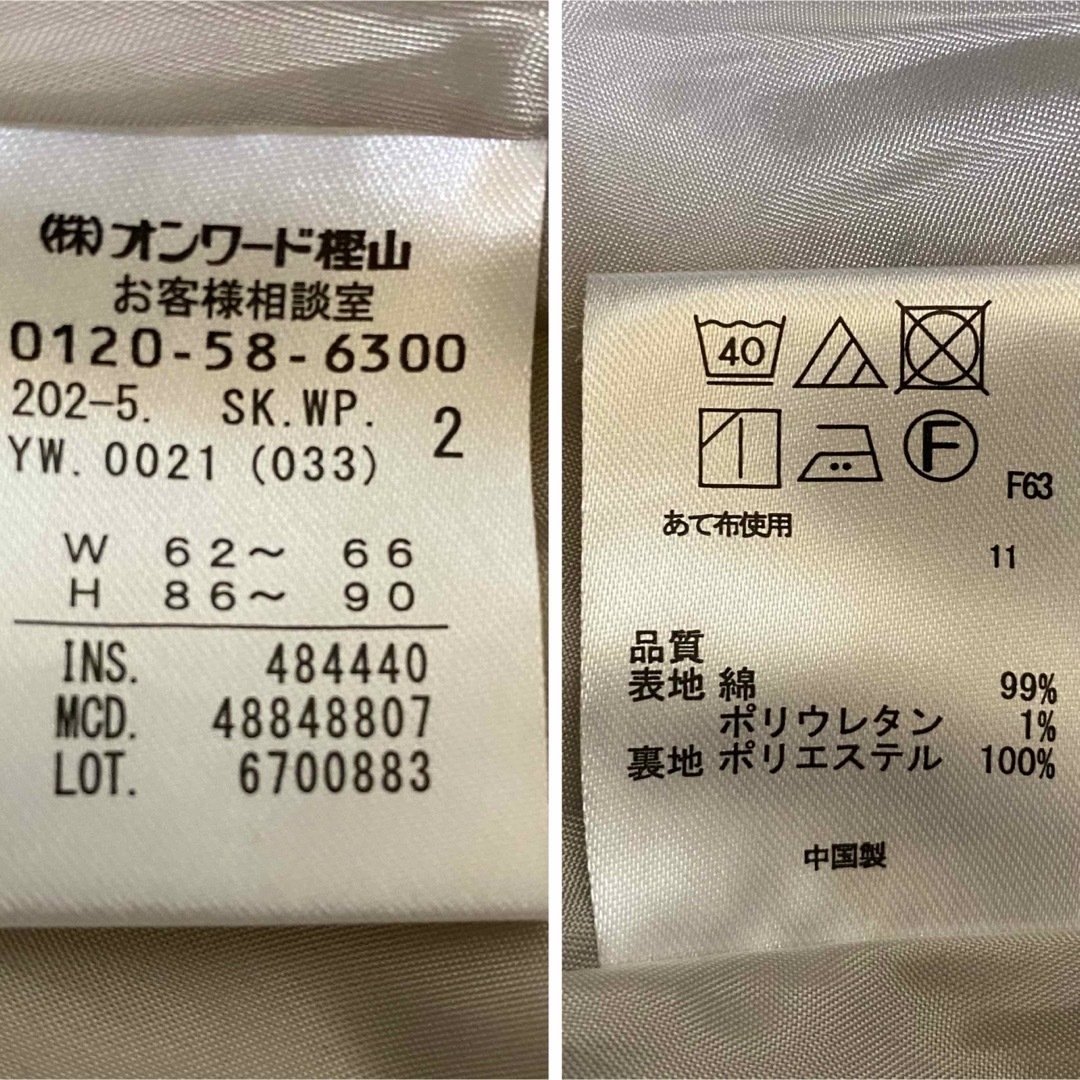 (株)オンワード樫山
お客様相談室
0120-58-6300
202-5. SK.WP. 2
YW. 0021 (033)
W 62～ 66
H 86～ 90
INS. 484440
MCD. 48848807
LOT. 6700883
40
F
F63
あて布使用
11
品質
表地 綿 99%
ポリウレタン 1%
裏地 ポリエステル 100%
中国製